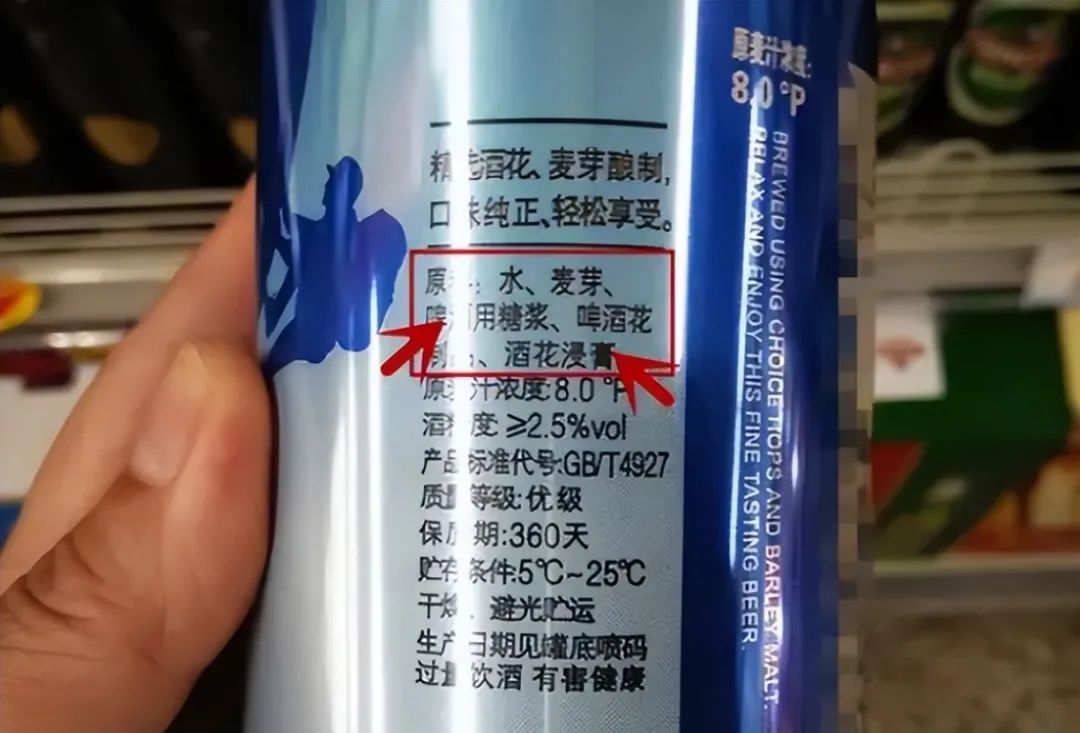 精选酒花、麦芽酿制,
口味纯正、轻松享受。
原料:水、麦芽、
啤酒用糖浆、啤酒花
制品、酒花浸膏
原麦汁浓度:8.0 °P
酒精度:≥2.5%vol
产品标准代号:GB/T4927
质量等级:优级
保质期:360天
贮存条件:5℃~25℃
干燥、避光贮运
生产日期见罐底喷码
过量饮酒 有害健康
原麦汁浓度:
8.0 °P
BREWED USING CHOICE HOPS AND BARLEY MALT.
RELAX AND ENJOY THIS FINE TASTING BEER.